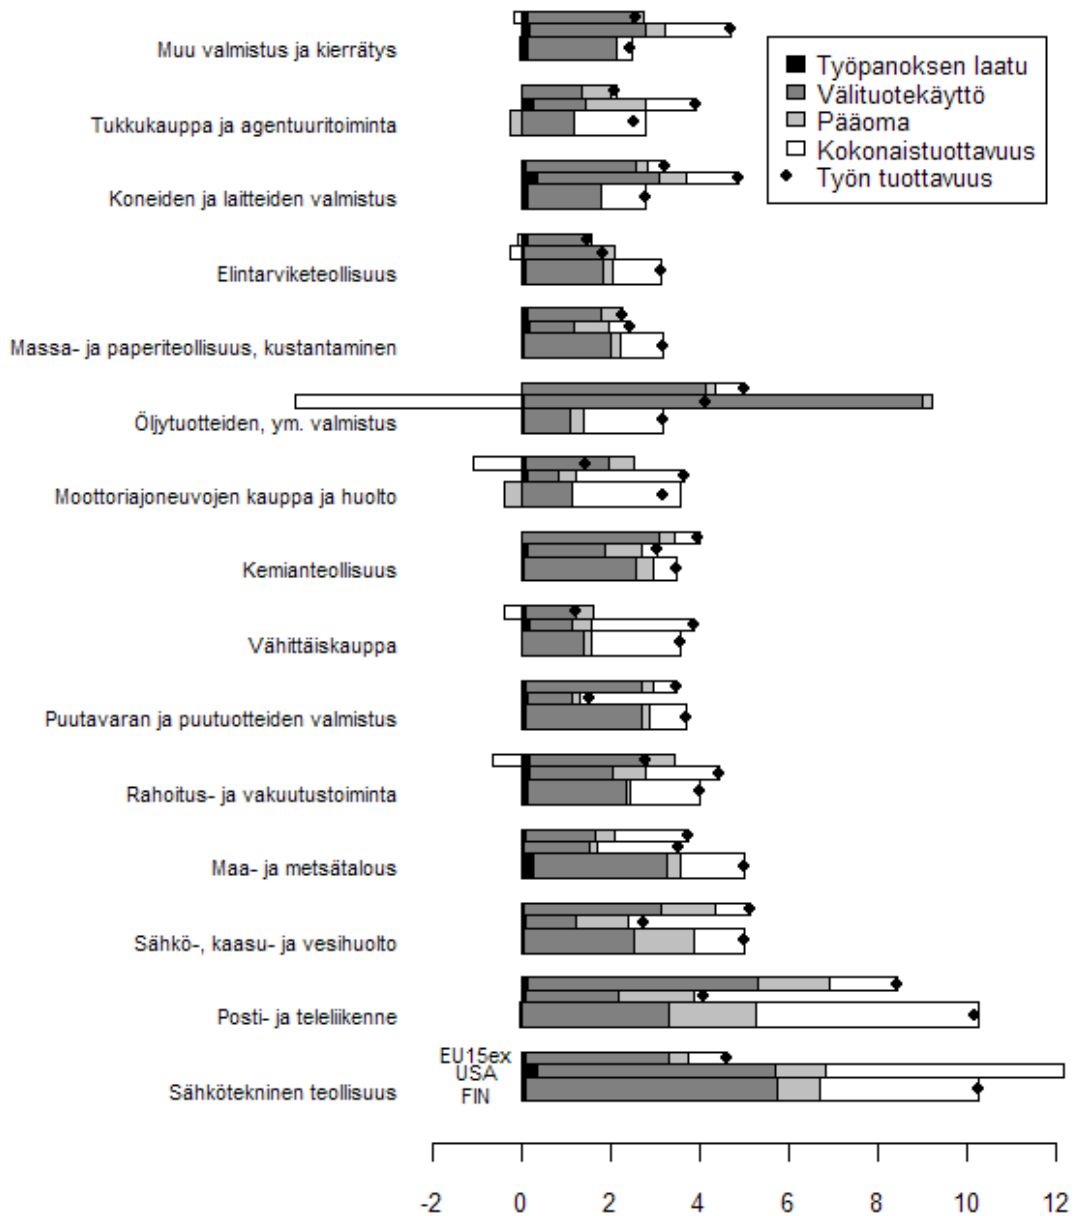 Muu valmistus ja kierrätys
Työpanoksen laatu
Välituotekäyttö
Pääoma
Kokonaistuottavuus
Työn tuottavuus
Tukkukauppa ja agentuuritoiminta
Koneiden ja laitteiden valmistus
Elintarviketeollisuus
Massa- ja paperiteollisuus, kustantaminen
Öljytuotteiden, ym. valmistus
Moottoriajoneuvojen kauppa ja huolto
Kemianteollisuus
Vähittäiskauppa
Puutavaran ja puutuotteiden valmistus
Rahoitus- ja vakuutustoiminta
Maa- ja metsätalous
Sähkö-, kaasu- ja vesihuolto
Posti- ja teleliikenne
Sähkötekninen teollisuus
EU15ex
USA
FIN
-2 0 2 4 6 8 10 12